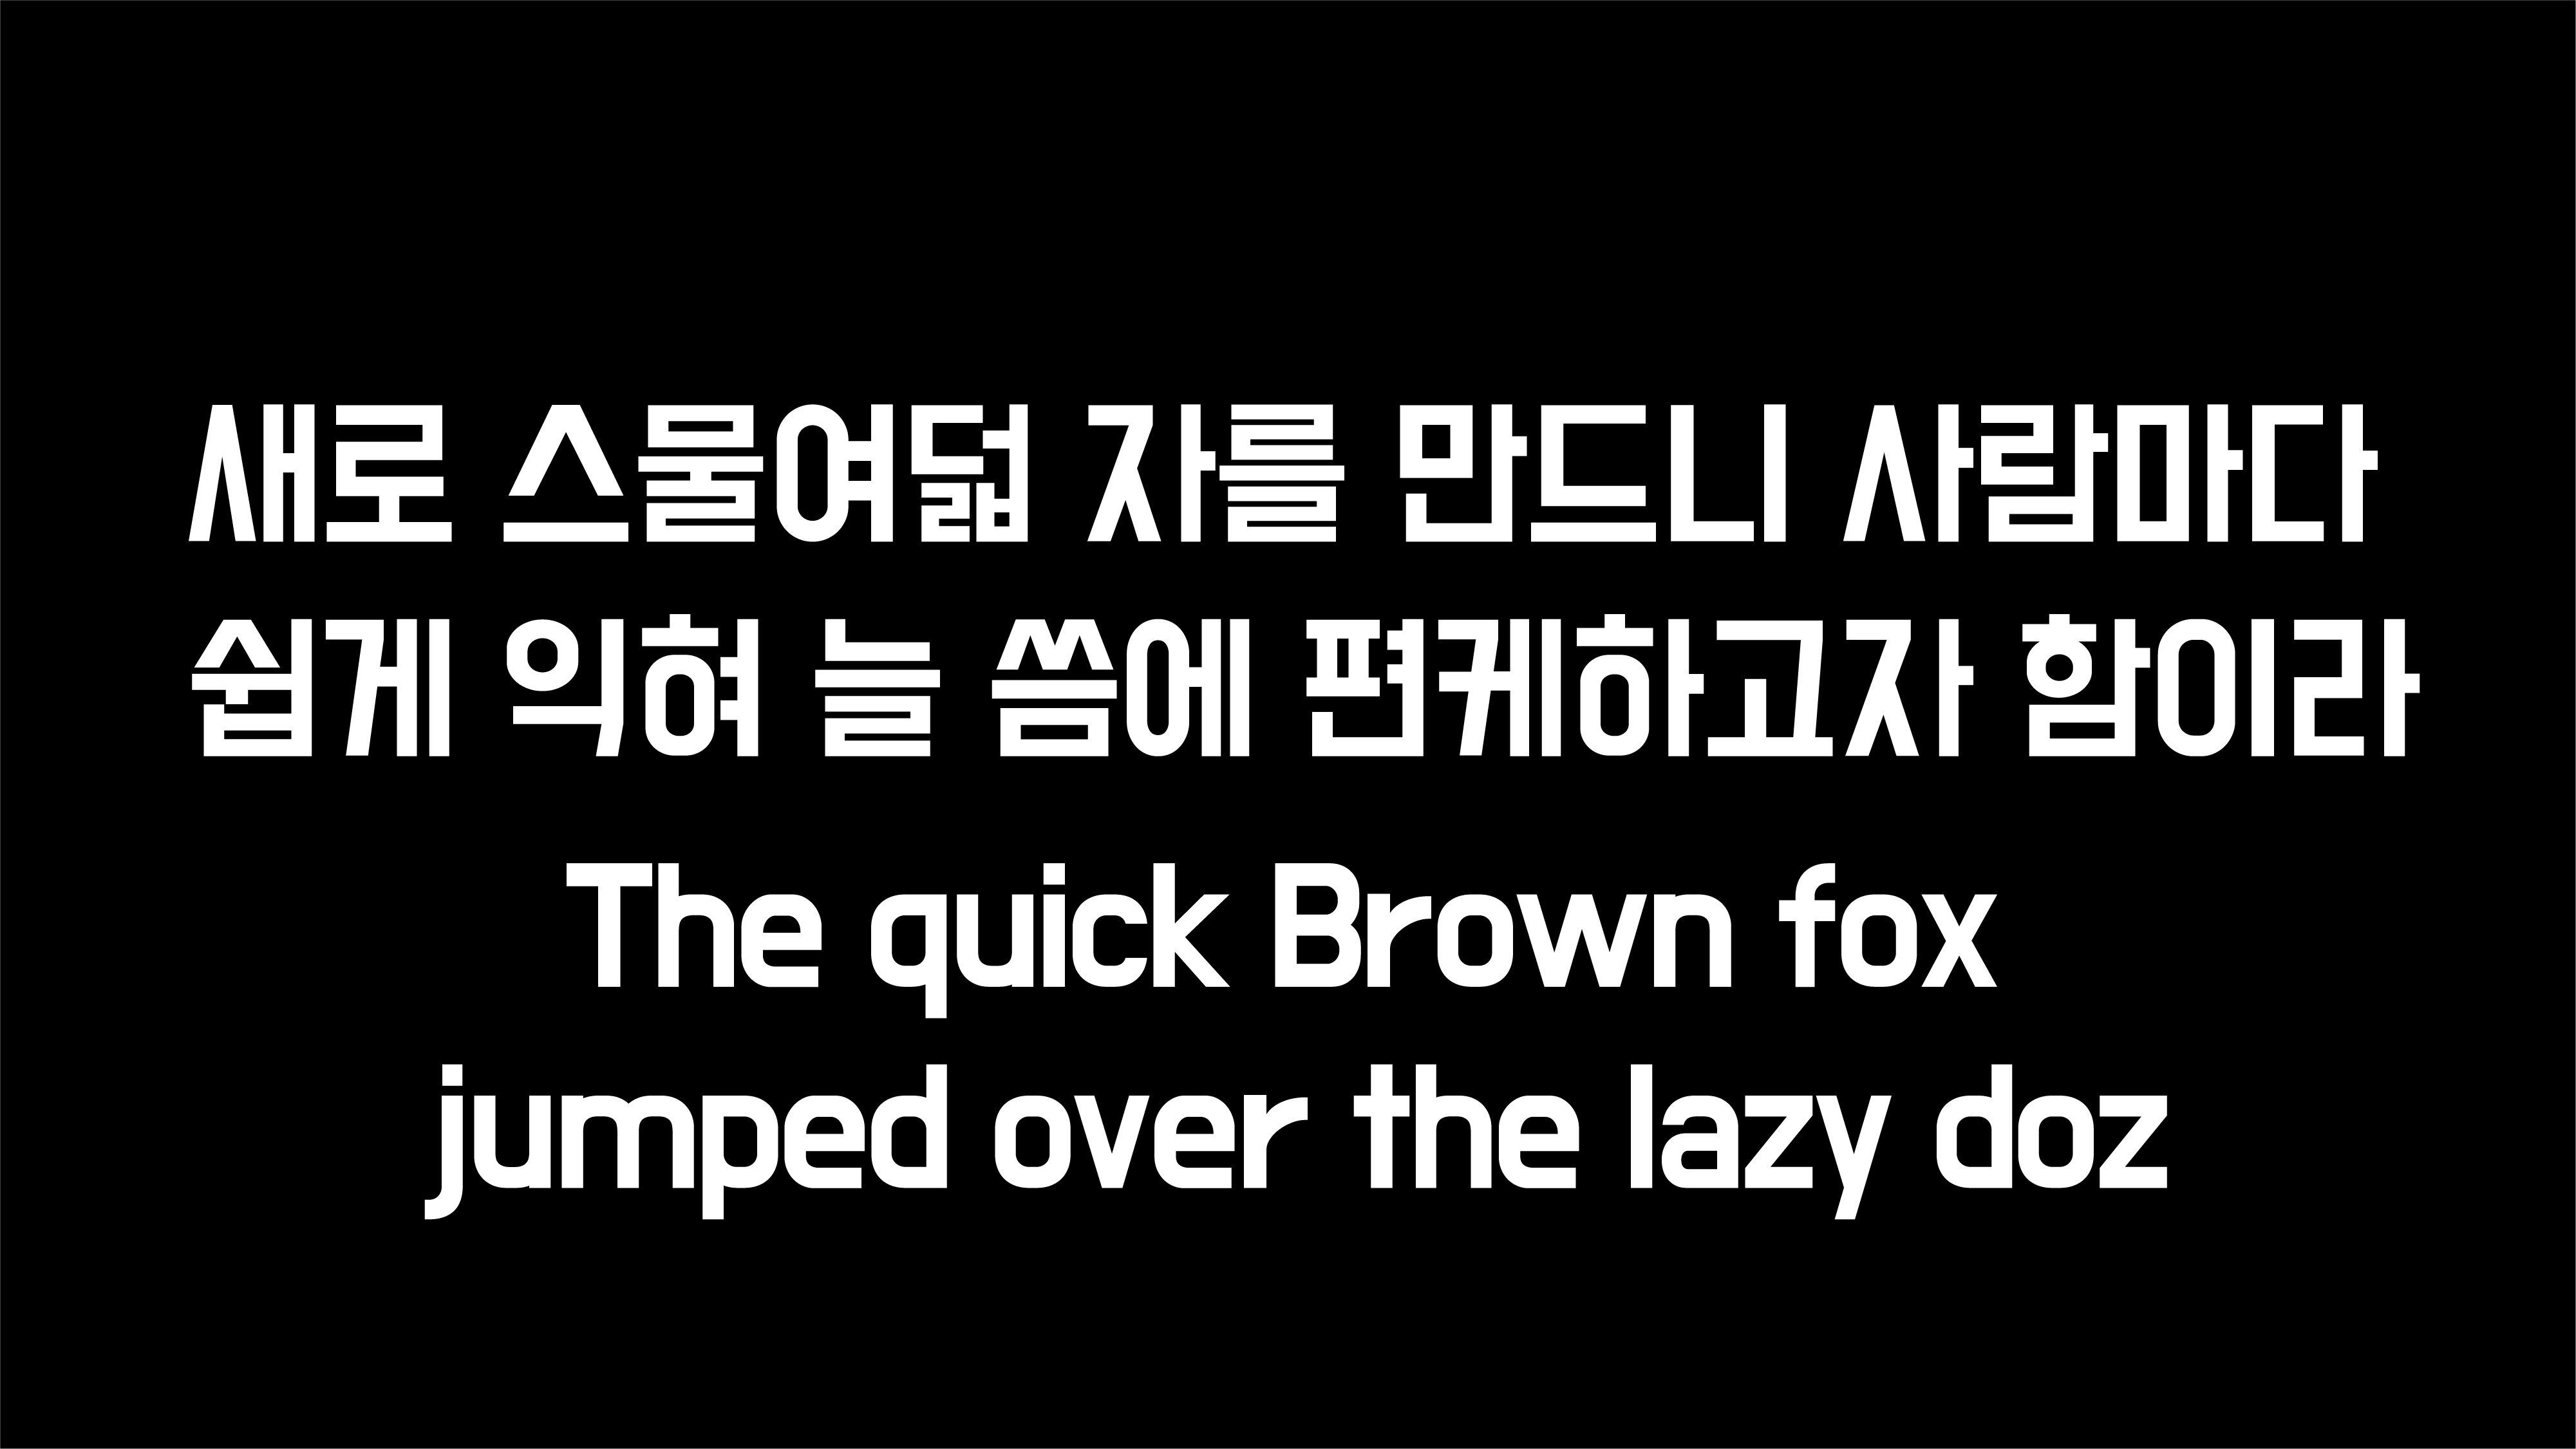 새로 스물여덟 자를 만드니 사람마다
쉽게 익혀 늘 씀에 편케하고자 함이라
The quick Brown fox
jumped over the lazy doz